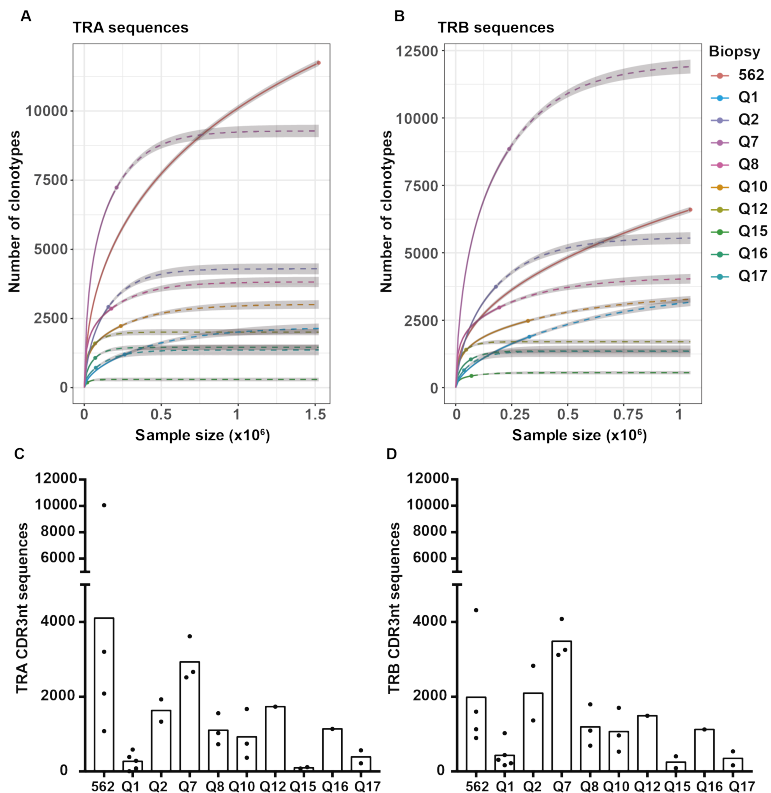 A
TRA sequences
Number of clonotypes
10000
7500
5000
2500
0
0
0.5
1
1.5
Sample size (x10⁶)
B
TRB sequences
Number of clonotypes
12500
10000
7500
5000
2500
0
0
0.25
0.5
0.75
1
Sample size (x10⁶)
Biopsy
562
Q1
Q2
Q7
Q8
Q10
Q12
Q15
Q16
Q17
C
TRA CDR3nt sequences
12000
10000
8000
6000
4000
2000
0
562
Q1
Q2
Q7
Q8
Q10
Q12
Q15
Q16
Q17
D
TRB CDR3nt sequences
12000
10000
8000
6000
4000
2000
0
562
Q1
Q2
Q7
Q8
Q10
Q12
Q15
Q16
Q17